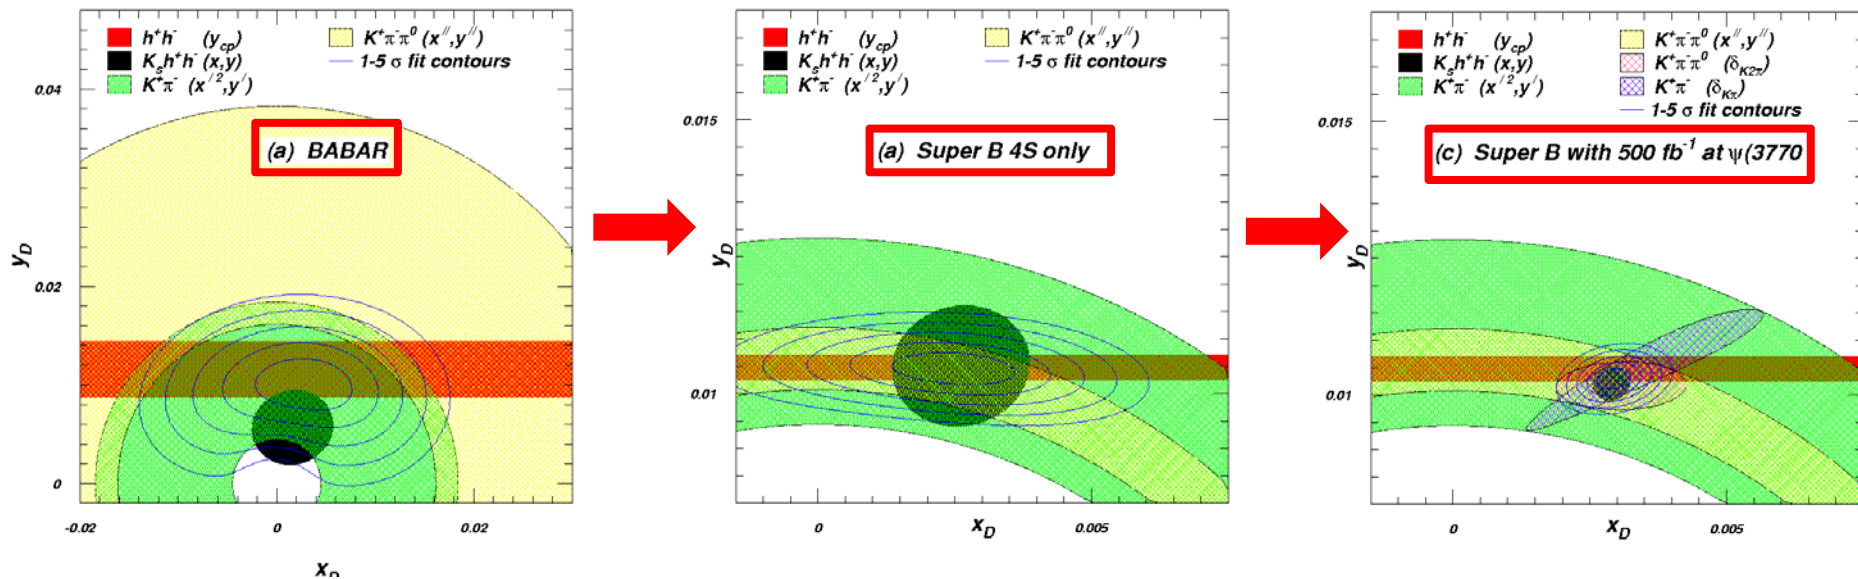 h⁺h⁻ (y_cp)
K_sh⁺h⁻ (x,y)
K⁺π⁻ (x′²,y′)
K⁺π⁻π⁰ (x″,y″)
1-5 σ fit contours
(a) BABAR
y_D
0.04
0.02
0
-0.02
0
0.02
x_D
h⁺h⁻ (y_cp)
K_sh⁺h⁻ (x,y)
K⁺π⁻ (x′²,y′)
K⁺π⁻π⁰ (x″,y″)
1-5 σ fit contours
(a) Super B 4S only
y_D
0.015
0.01
0
0.005
x_D
h⁺h⁻ (y_cp)
K_sh⁺h⁻ (x,y)
K⁺π⁻ (x′²,y′)
K⁺π⁻π⁰ (x″,y″)
K⁺π⁻π⁰ (δ_K2π)
K⁺π⁻ (δ_Kπ)
1-5 σ fit contours
(c) Super B with 500 fb⁻¹ at ψ(3770
y_D
0.015
0.01
0
0.005
x_D